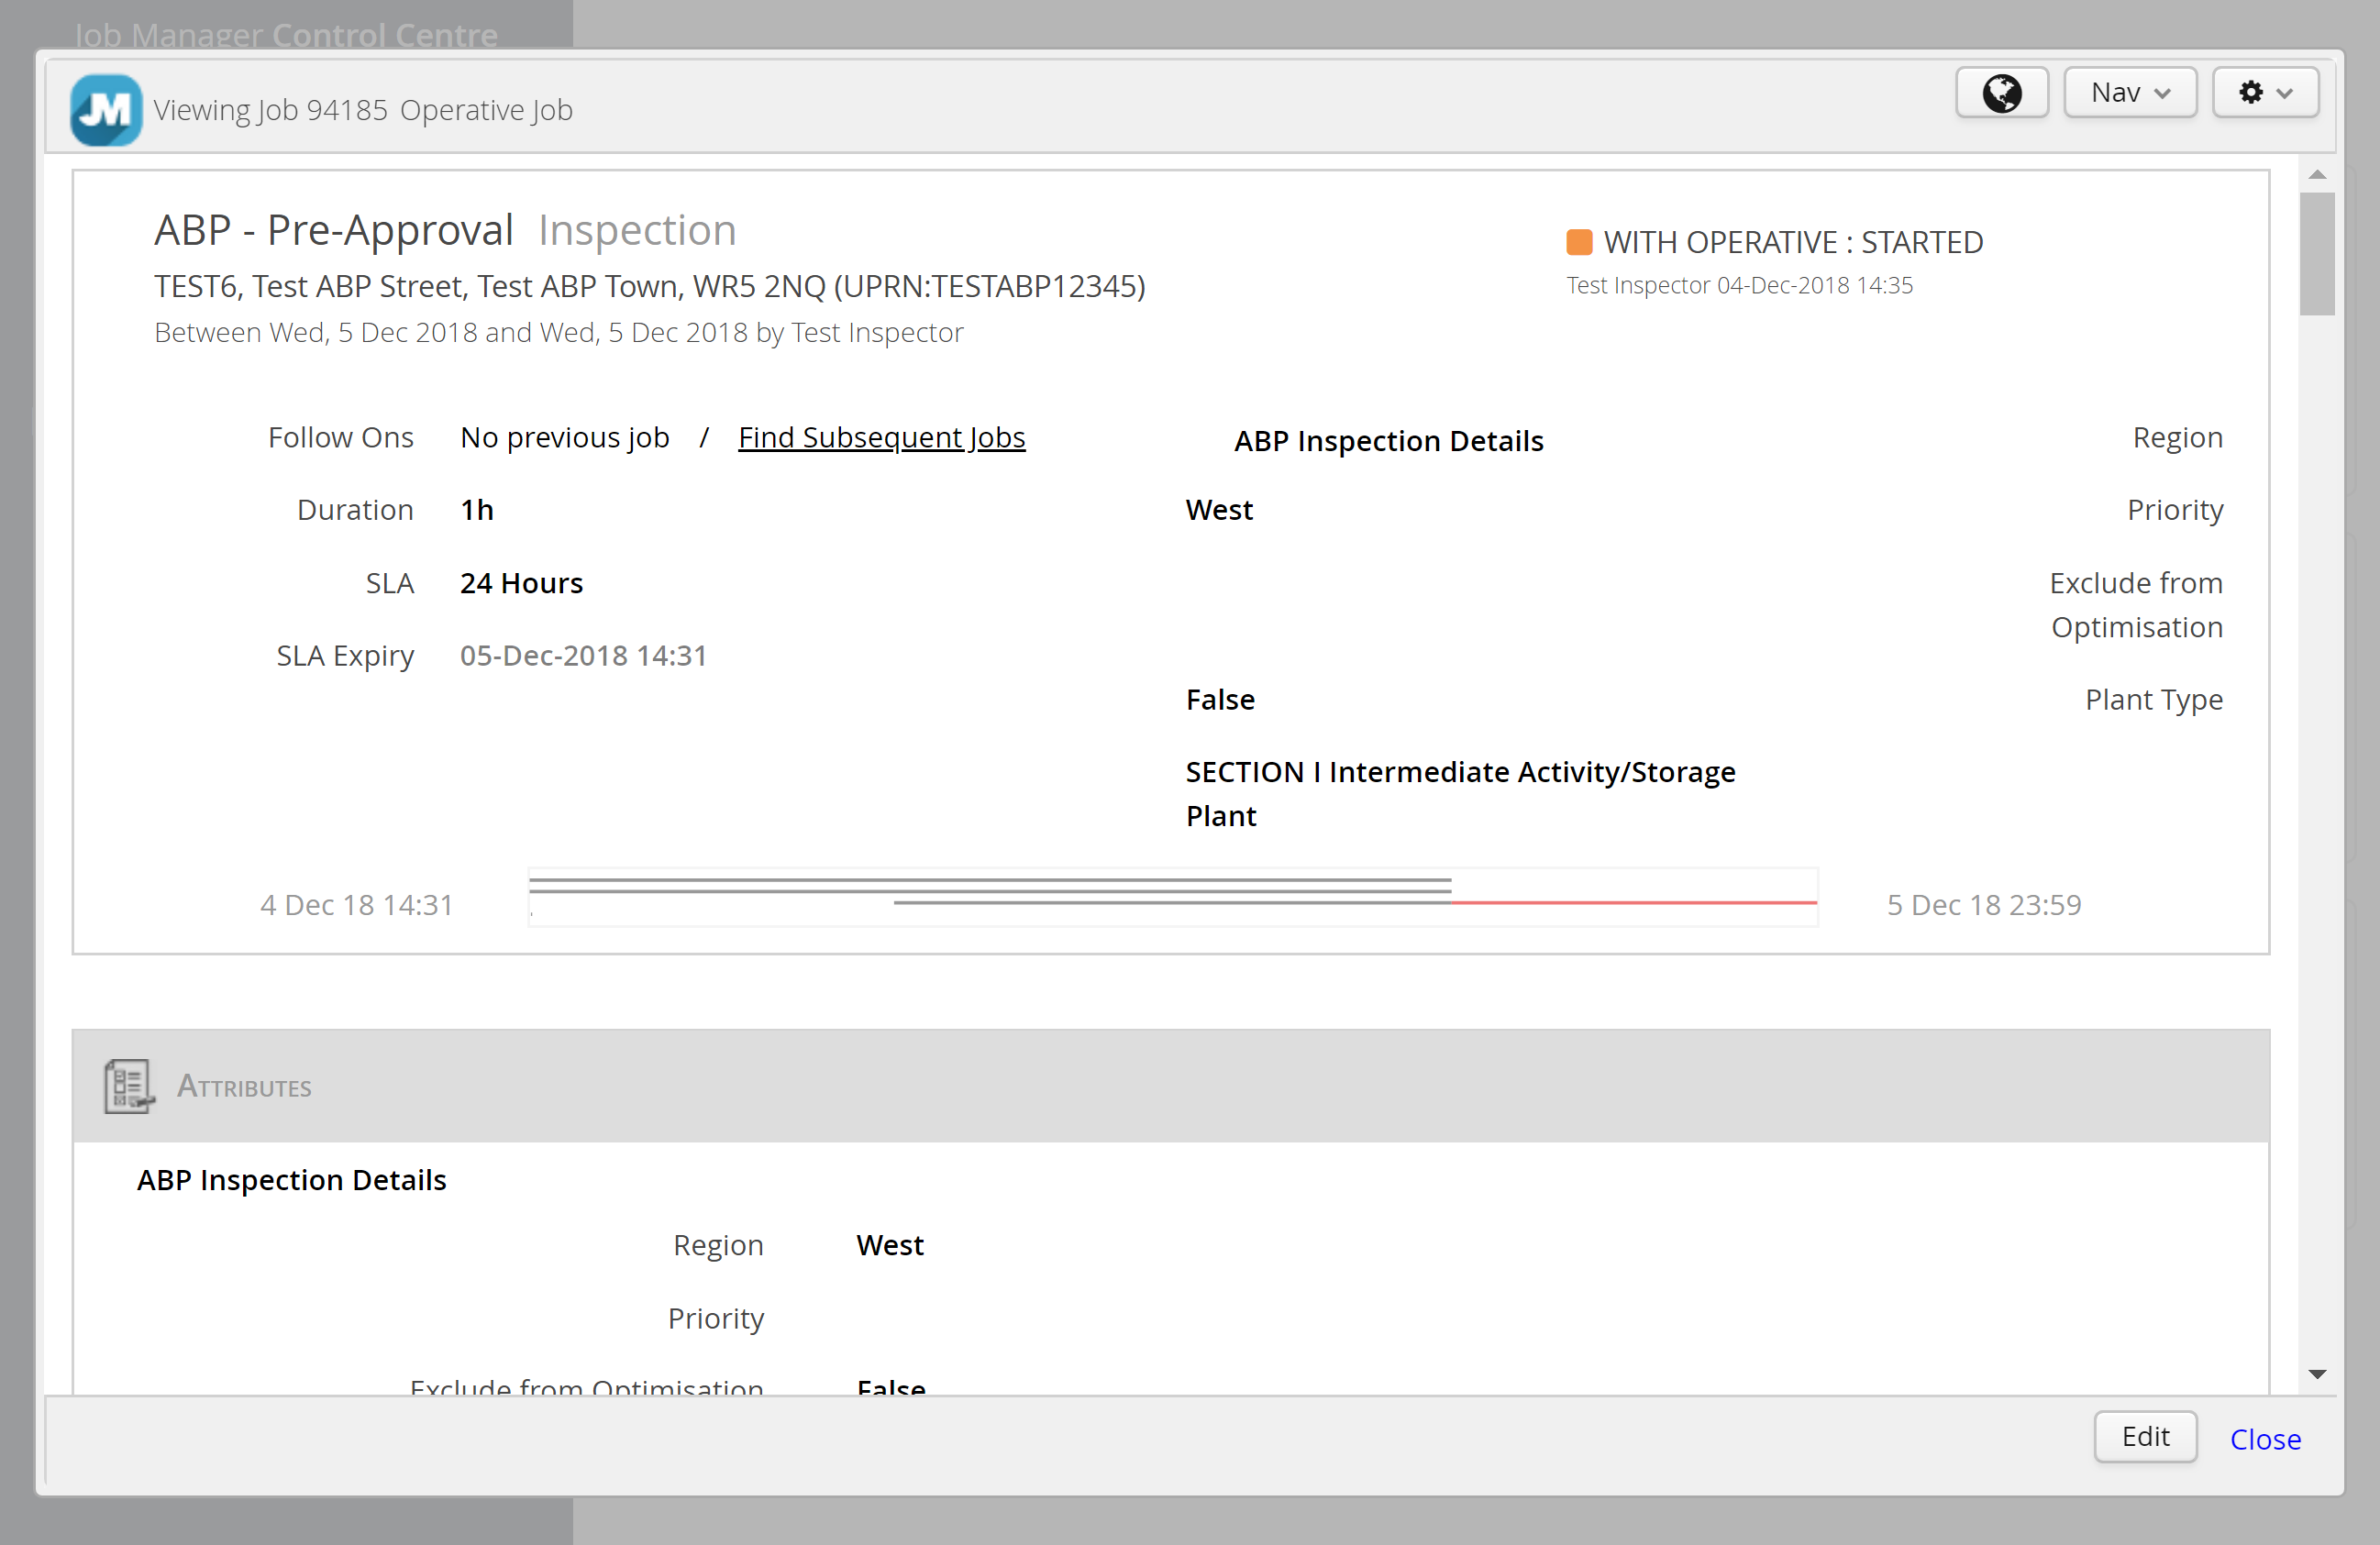 Job Manager Control Centre
JM Viewing Job 94185 Operative Job
Nav
ABP - Pre-Approval Inspection
WITH OPERATIVE : STARTED
TEST6, Test ABP Street, Test ABP Town, WR5 2NQ (UPRN:TESTABP12345)
Test Inspector 04-Dec-2018 14:35
Between Wed, 5 Dec 2018 and Wed, 5 Dec 2018 by Test Inspector
Follow Ons No previous job / Find Subsequent Jobs
Duration 1h
SLA 24 Hours
SLA Expiry 05-Dec-2018 14:31
ABP Inspection Details
Region
West
Priority
Exclude from
Optimisation
False
Plant Type
SECTION I Intermediate Activity/Storage
Plant
4 Dec 18 14:31
5 Dec 18 23:59
Attributes
ABP Inspection Details
Region West
Priority
Exclude from Optimisation False
Edit Close